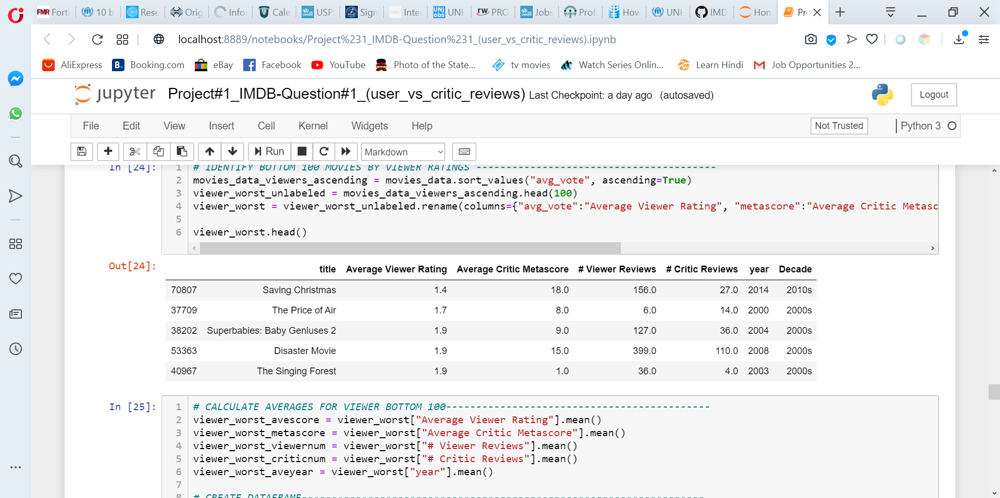 FMR Fortl
10 b
Rese
Orig
Info
Cale
USP
Sign
Inte
UNj obs UNH
rw PRO
Jobs
Prof
How
UNH
IMD
Hon
Pr
localhost:8889/notebooks/Project%231_IMDB-Question%231_(user_vs_critic_reviews).ipynb
AliExpress B. Booking.com eBay Facebook YouTube Photo of the State... tv movies Watch Series Onlin... Learn Hindi Job Opportunities 2...
jupyter Project#1_IMDB-Question#1_(user_vs_critic_reviews) Last Checkpoint: a day ago (autosaved) Logout
File Edit View Insert Cell Kernel Widgets Help Not Trusted Python 3
Run Markdown
In [24]: 1 # IDENTIFY BOTTOM 100 MOVIES BY VIEWER RATINGS ----------------------------------------
2 movies_data_viewers_ascending = movies_data.sort_values("avg_vote", ascending=True)
3 viewer_worst_unlabeled = movies_data_viewers_ascending.head(100)
4 viewer_worst = viewer_worst_unlabeled.rename(columns={"avg_vote":"Average Viewer Rating", "metascore":"Average Critic Metasc
5
6 viewer_worst.head()
Out[24]:
title Average Viewer Rating Average Critic Metascore # Viewer Reviews # Critic Reviews year Decade
70807 Saving Christmas 1.4 18.0 156.0 27.0 2014 2010s
37709 The Price of Air 1.7 8.0 6.0 14.0 2000 2000s
38202 Superbabies: Baby Geniuses 2 1.9 9.0 127.0 36.0 2004 2000s
53363 Disaster Movie 1.9 15.0 399.0 110.0 2008 2000s
40967 The Singing Forest 1.9 1.0 36.0 4.0 2003 2000s
In [25]: 1 # CALCULATE AVERAGES FOR VIEWER BOTTOM 100--------------------------------------------
2 viewer_worst_avescore = viewer_worst["Average Viewer Rating"].mean()
3 viewer_worst_metascore = viewer_worst["Average Critic Metascore"].mean()
4 viewer_worst_viewernum = viewer_worst["# Viewer Reviews"].mean()
5 viewer_worst_criticnum = viewer_worst["# Critic Reviews"].mean()
6 viewer_worst_aveyear = viewer_worst["year"].mean()
7
8 # CREATE DATAFRAME-------------------------------------------------------------------